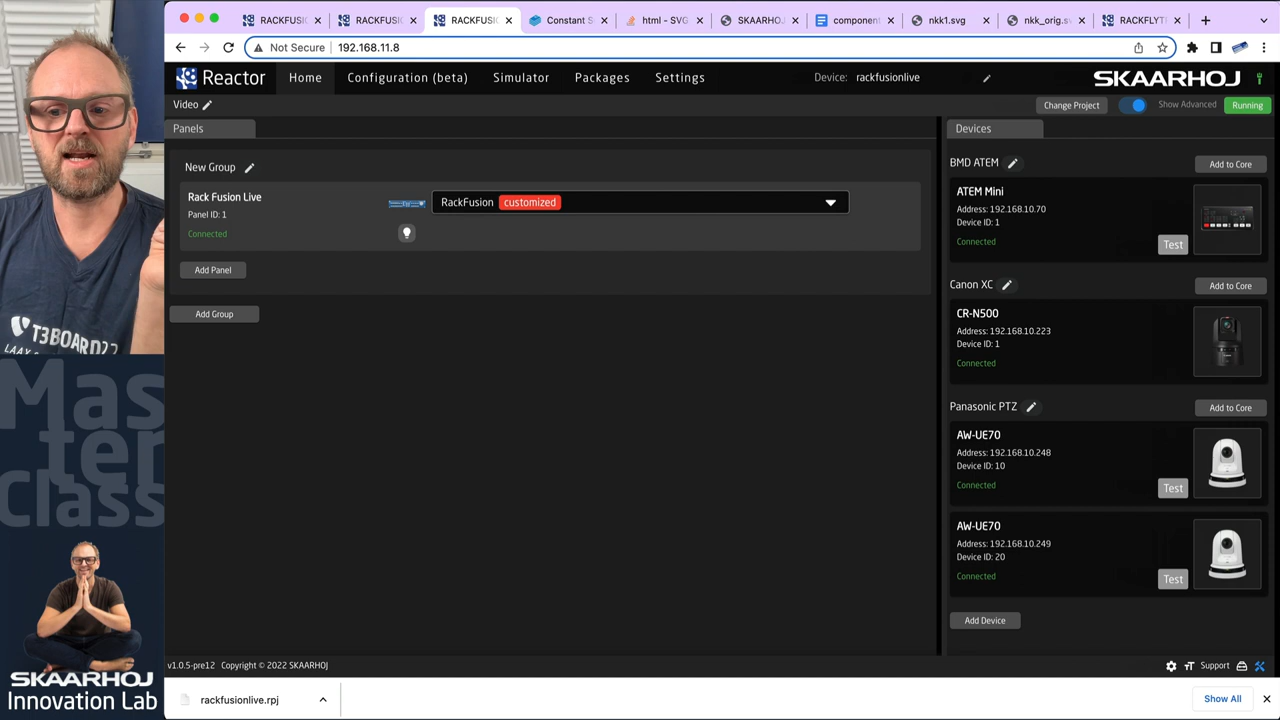 RACKFUSI
RACKFUSI
RACKFUSIO
Constant S
html - SVG
SKAARHOJ
component
nkk1.svg
nkk_orig.sv
RACKFLYT
Not Secure
192.168.11.8
Reactor
Home
Configuration (beta)
Simulator
Packages
Settings
Device: rackfusionlive
SKAARHOJ
Video
Change Project
Show Advanced
Running
Panels
New Group
Rack Fusion Live
Panel ID: 1
Connected
RackFusion customized
Add Panel
Add Group
Devices
BMD ATEM
Add to Core
ATEM Mini
Address: 192.168.10.70
Device ID: 1
Connected
Test
Canon XC
Add to Core
CR-N500
Address: 192.168.10.223
Device ID: 1
Connected
Panasonic PTZ
Add to Core
AW-UE70
Address: 192.168.10.248
Device ID: 10
Connected
Test
AW-UE70
Address: 192.168.10.249
Device ID: 20
Connected
Test
Add Device
v1.0.5-pre12 Copyright © 2022 SKAARHOJ
Support
rackfusionlive.rpj
Show All
T3BOARD22
Mas
ter
Class
SKAARHOJ
Innovation Lab